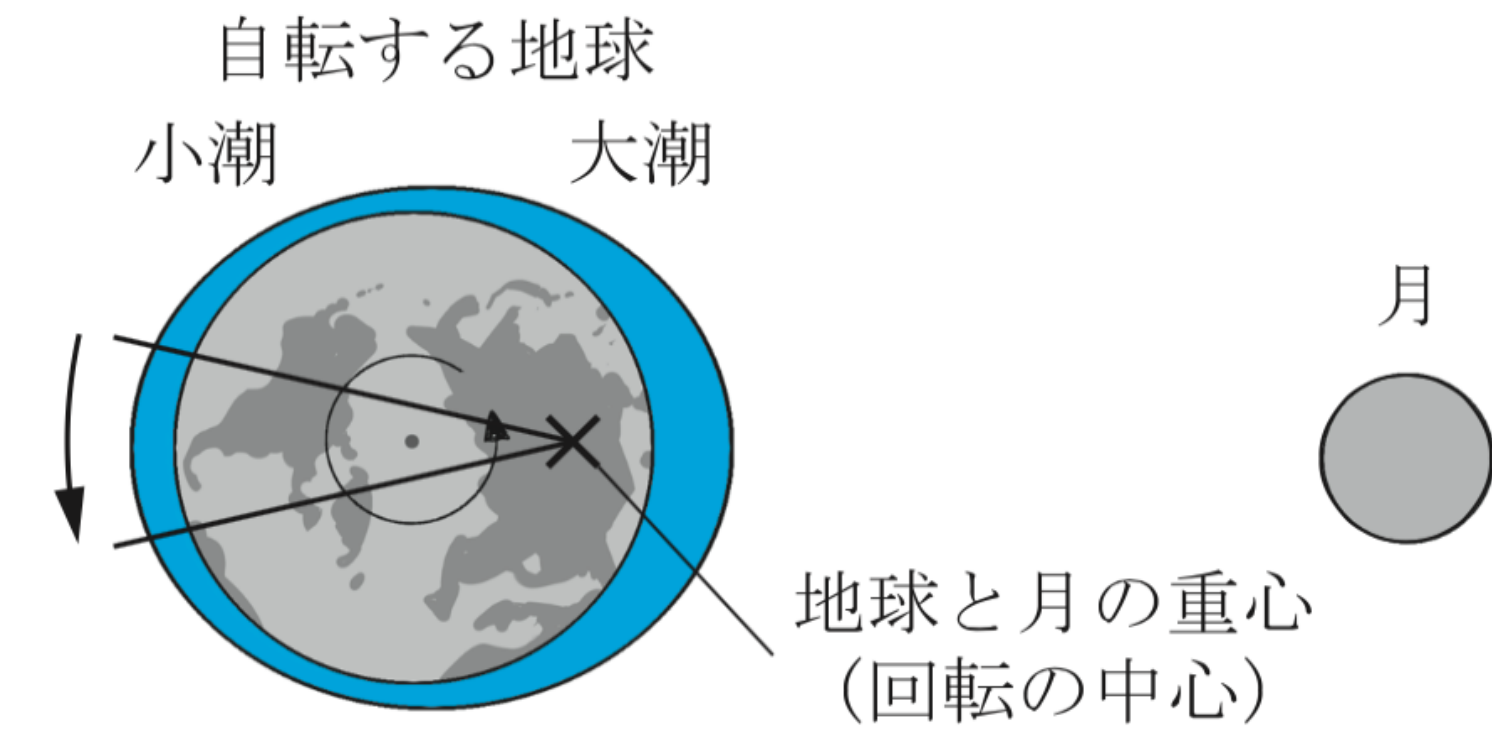 自転する地球
小潮
大潮
月
地球と月の重心
(回転の中心)